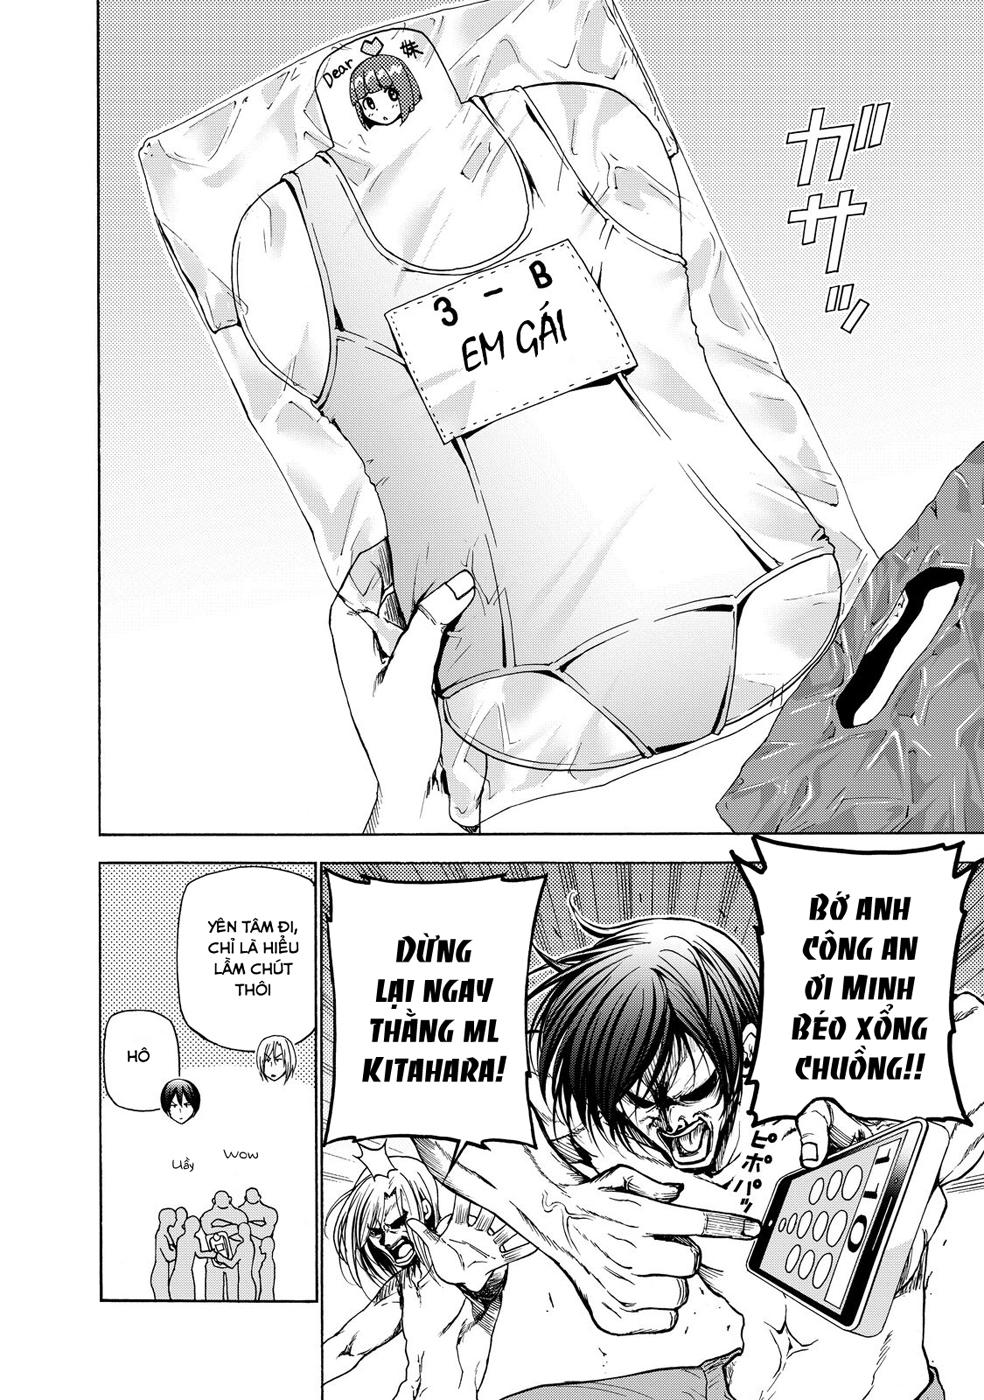 Dear ♡ 妹
ガサッ
3 - B
EM GÁI
BỚ ANH
CÔNG AN
ƠI MINH
BÉO XỔNG
CHUỒNG!!
DỪNG
LẠI NGAY
THẰNG ML
KITAHARA!
ピポパッ
110
YÊN TÂM ĐI,
CHỈ LÀ HIỂU
LẦM CHÚT
THÔI
HÔ
Uầy
Wow